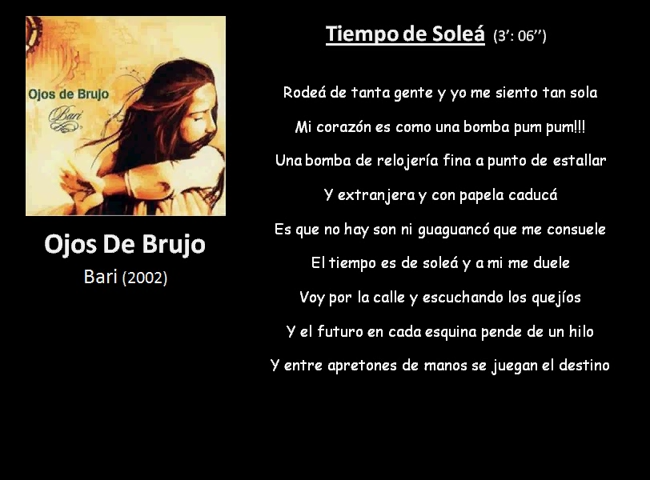 Ojos de Brujo
Bari
Ojos De Brujo
Bari (2002)
Tiempo de Soleá (3’: 06’’)
Rodeá de tanta gente y yo me siento tan sola
Mi corazón es como una bomba pum pum!!!
Una bomba de relojería fina a punto de estallar
Y extranjera y con papela caducá
Es que no hay son ni guaguancó que me consuele
El tiempo es de soleá y a mi me duele
Voy por la calle y escuchando los quejíos
Y el futuro en cada esquina pende de un hilo
Y entre apretones de manos se juegan el destino